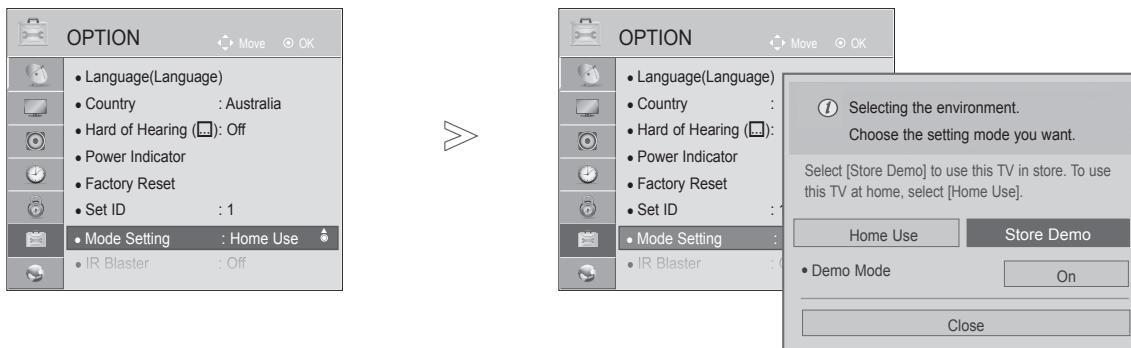 OPTION
Move OK
• Language(Language)
• Country : Australia
• Hard of Hearing (...): Off
• Power Indicator
• Factory Reset
• Set ID : 1
• Mode Setting : Home Use
• IR Blaster : Off
OPTION
Move OK
• Language(Language)
• Country :
• Hard of Hearing (...):
• Power Indicator
• Factory Reset
• Set ID :
• Mode Setting :
• IR Blaster :
i Selecting the environment.
Choose the setting mode you want.
Select [Store Demo] to use this TV in store. To use
this TV at home, select [Home Use].
Home Use Store Demo
• Demo Mode On
Close